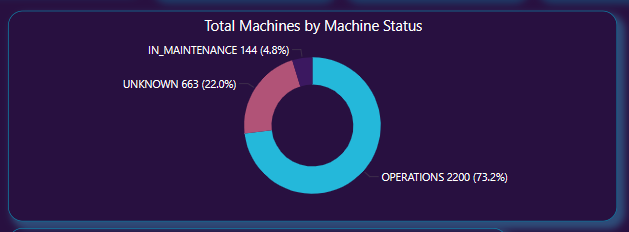 Total Machines by Machine Status
IN_MAINTENANCE 144 (4.8%)
UNKNOWN 663 (22.0%)
OPERATIONS 2200 (73.2%)